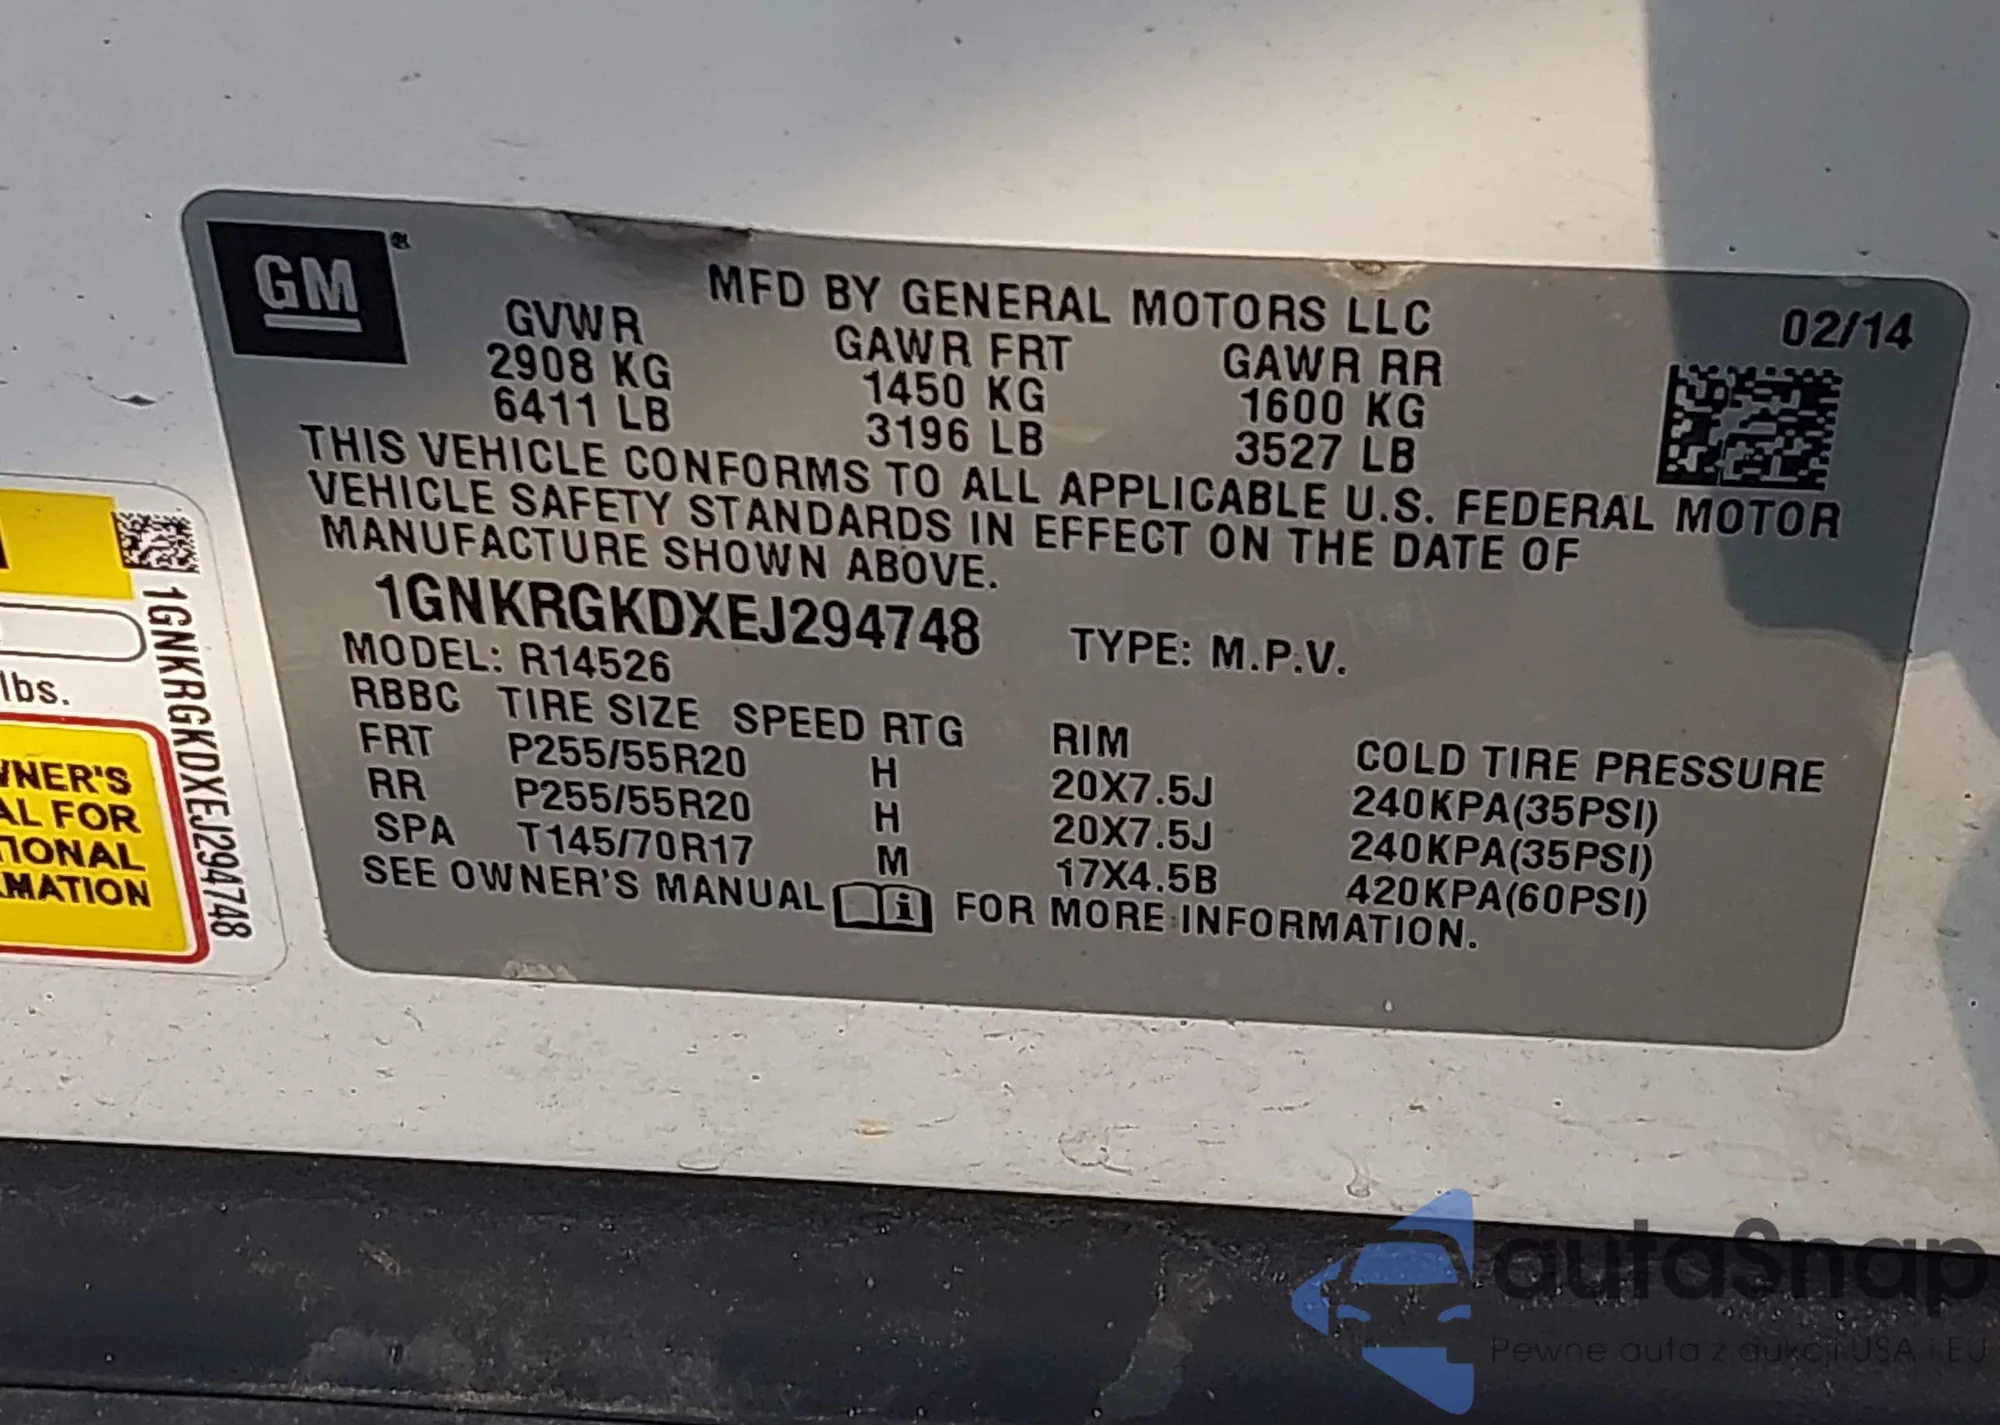 GM
MFD BY GENERAL MOTORS LLC
02/14
GVWR GAWR FRT GAWR RR
2908 KG 1450 KG 1600 KG
6411 LB 3196 LB 3527 LB
THIS VEHICLE CONFORMS TO ALL APPLICABLE U.S. FEDERAL MOTOR
VEHICLE SAFETY STANDARDS IN EFFECT ON THE DATE OF
MANUFACTURE SHOWN ABOVE.
1GNKRGKDXEJ294748 TYPE: M.P.V.
MODEL: R14526
RBBC TIRE SIZE SPEED RTG RIM COLD TIRE PRESSURE
FRT P255/55R20 H 20X7.5J 240KPA(35PSI)
RR P255/55R20 H 20X7.5J 240KPA(35PSI)
SPA T145/70R17 M 17X4.5B 420KPA(60PSI)
SEE OWNER'S MANUAL i FOR MORE INFORMATION.
lbs.
WNER'S
AL FOR
TIONAL
RMATION
1GNKRGKDXEJ294748
autaSnap
Pewne auta z aukcji USA i EU